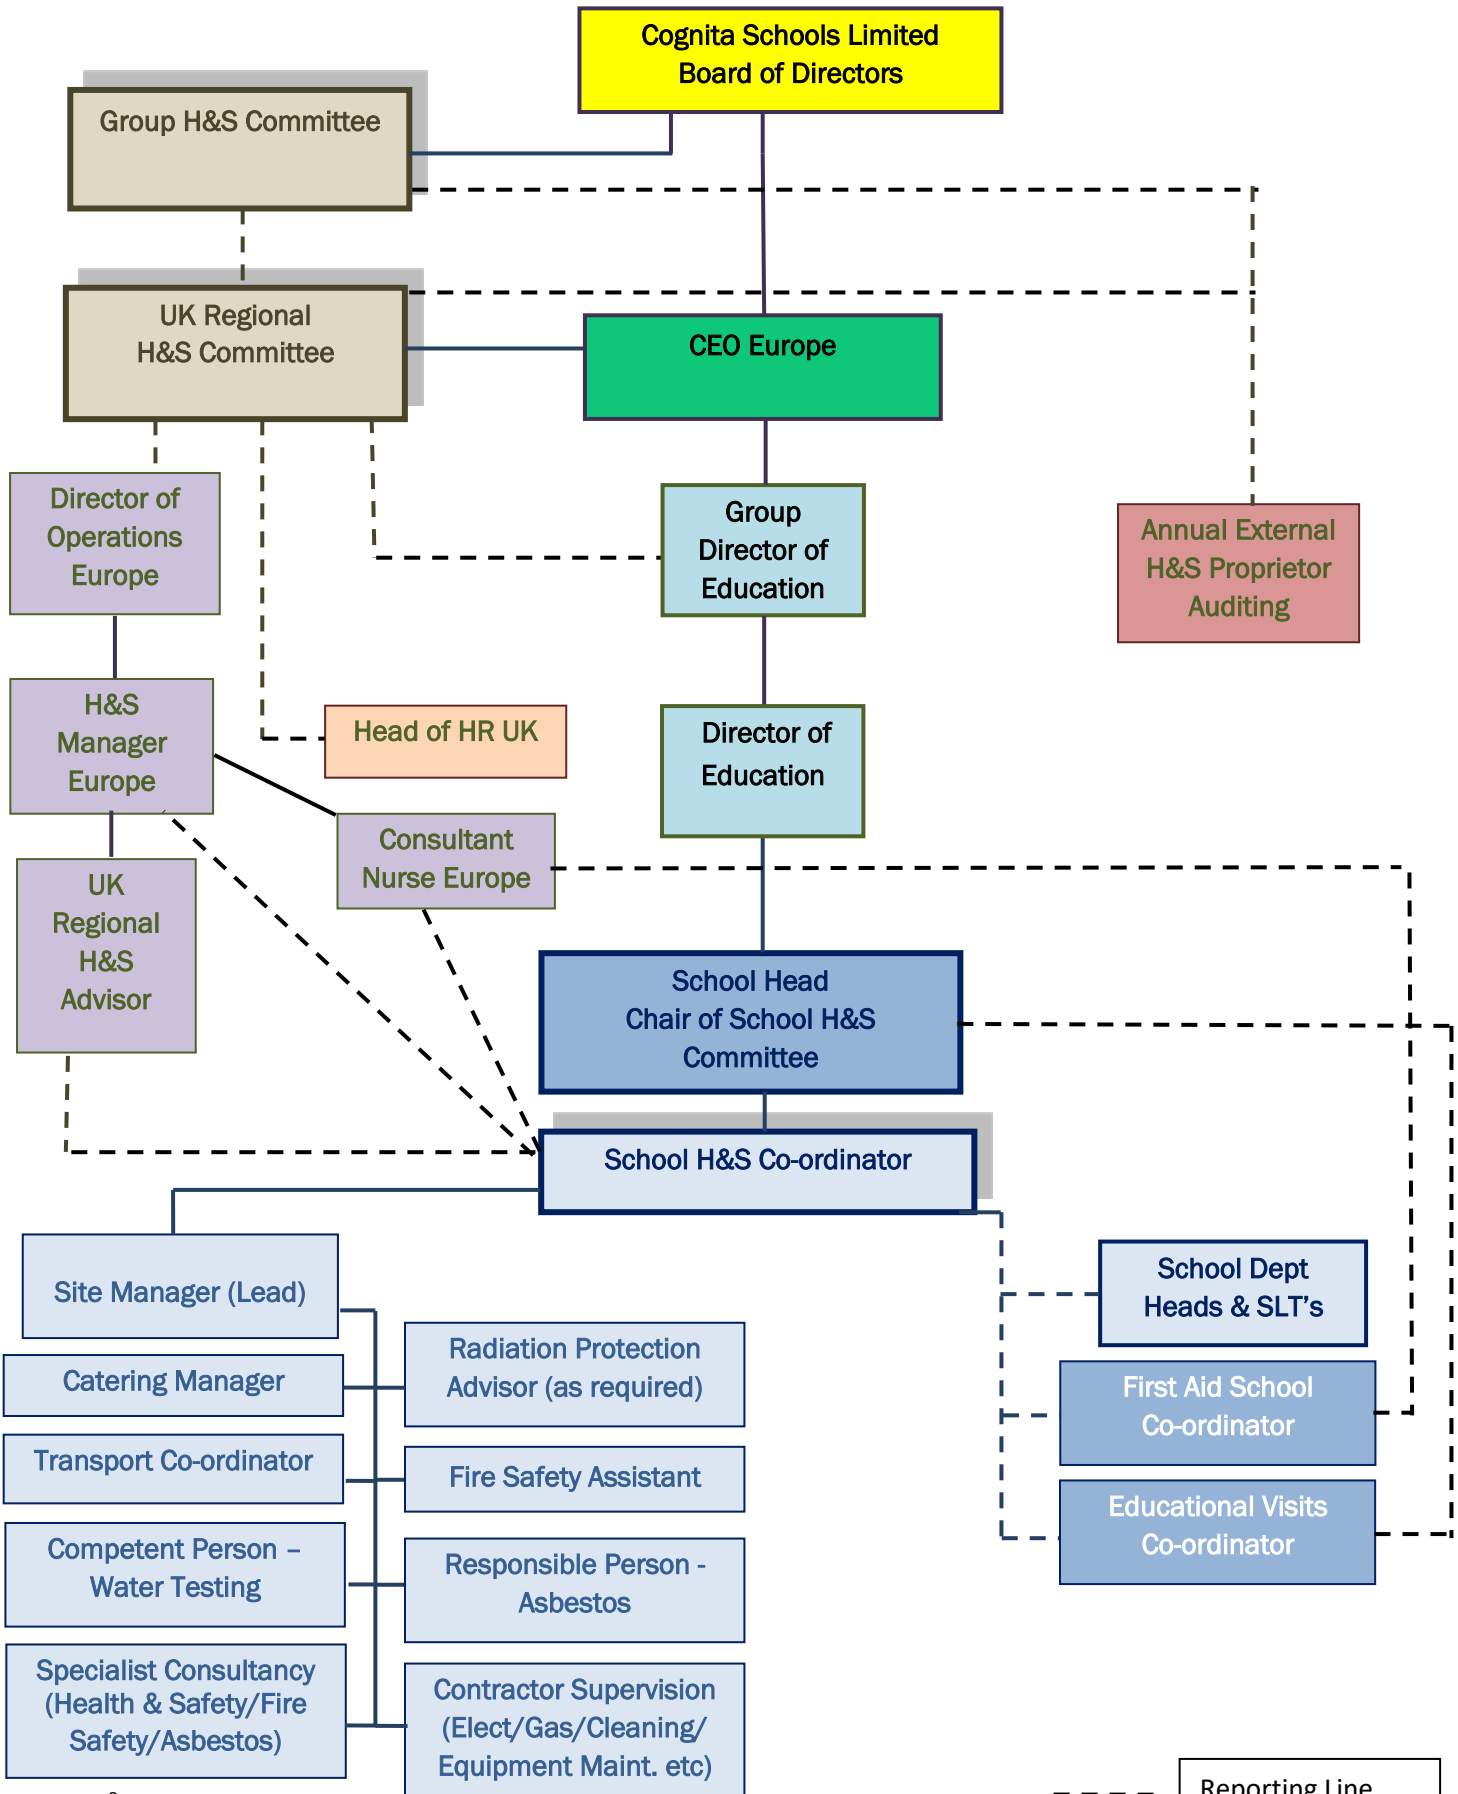 Cognita Schools Limited
Board of Directors
Group H&S Committee
UK Regional
H&S Committee
CEO Europe
Director of
Operations
Europe
Group
Director of
Education
Annual External
H&S Proprietor
Auditing
H&S
Manager
Europe
Head of HR UK
Director of
Education
Consultant
Nurse Europe
UK
Regional
H&S
Advisor
School Head
Chair of School H&S
Committee
School H&S Co-ordinator
Site Manager (Lead)
School Dept
Heads & SLT’s
Radiation Protection
Advisor (as required)
Catering Manager
First Aid School
Co-ordinator
Transport Co-ordinator
Fire Safety Assistant
Educational Visits
Co-ordinator
Competent Person –
Water Testing
Responsible Person -
Asbestos
Specialist Consultancy
(Health & Safety/Fire
Safety/Asbestos)
Contractor Supervision
(Elect/Gas/Cleaning/
Equipment Maint. etc)
Reporting Line